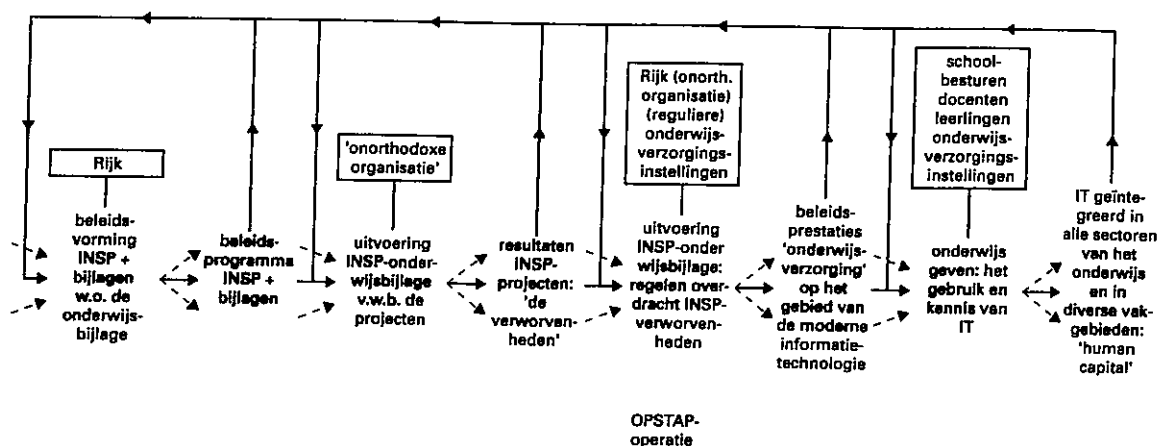 Rijk
beleids-
vorming
INSP +
bijlagen
w.o. de
onderwijs-
bijlage
beleids-
programma
INSP +
bijlagen
'onorthodoxe
organisatie'
uitvoering
INSP-onder-
wijsbijlage
v.w.b. de
projecten
resultaten
INSP-
projecten:
'de
verworven-
heden'
Rijk (onorth.
organisatie)
(reguliere)
onderwijs-
verzorgings-
instellingen
uitvoering
INSP-onder
wijsbijlage:
regelen over-
dracht INSP-
verworven-
heden
beleids-
prestaties
'onderwijs-
verzorging'
op het
gebied van
de moderne
informatie-
technologie
school-
besturen
docenten
leerlingen
onderwijs-
verzorgings-
instellingen
onderwijs
geven: het
gebruik en
kennis van
IT
IT geïnte-
greerd in
alle sectoren
van het
onderwijs
en in
diverse vak-
gebieden:
'human
capital'
OPSTAP-
operatie